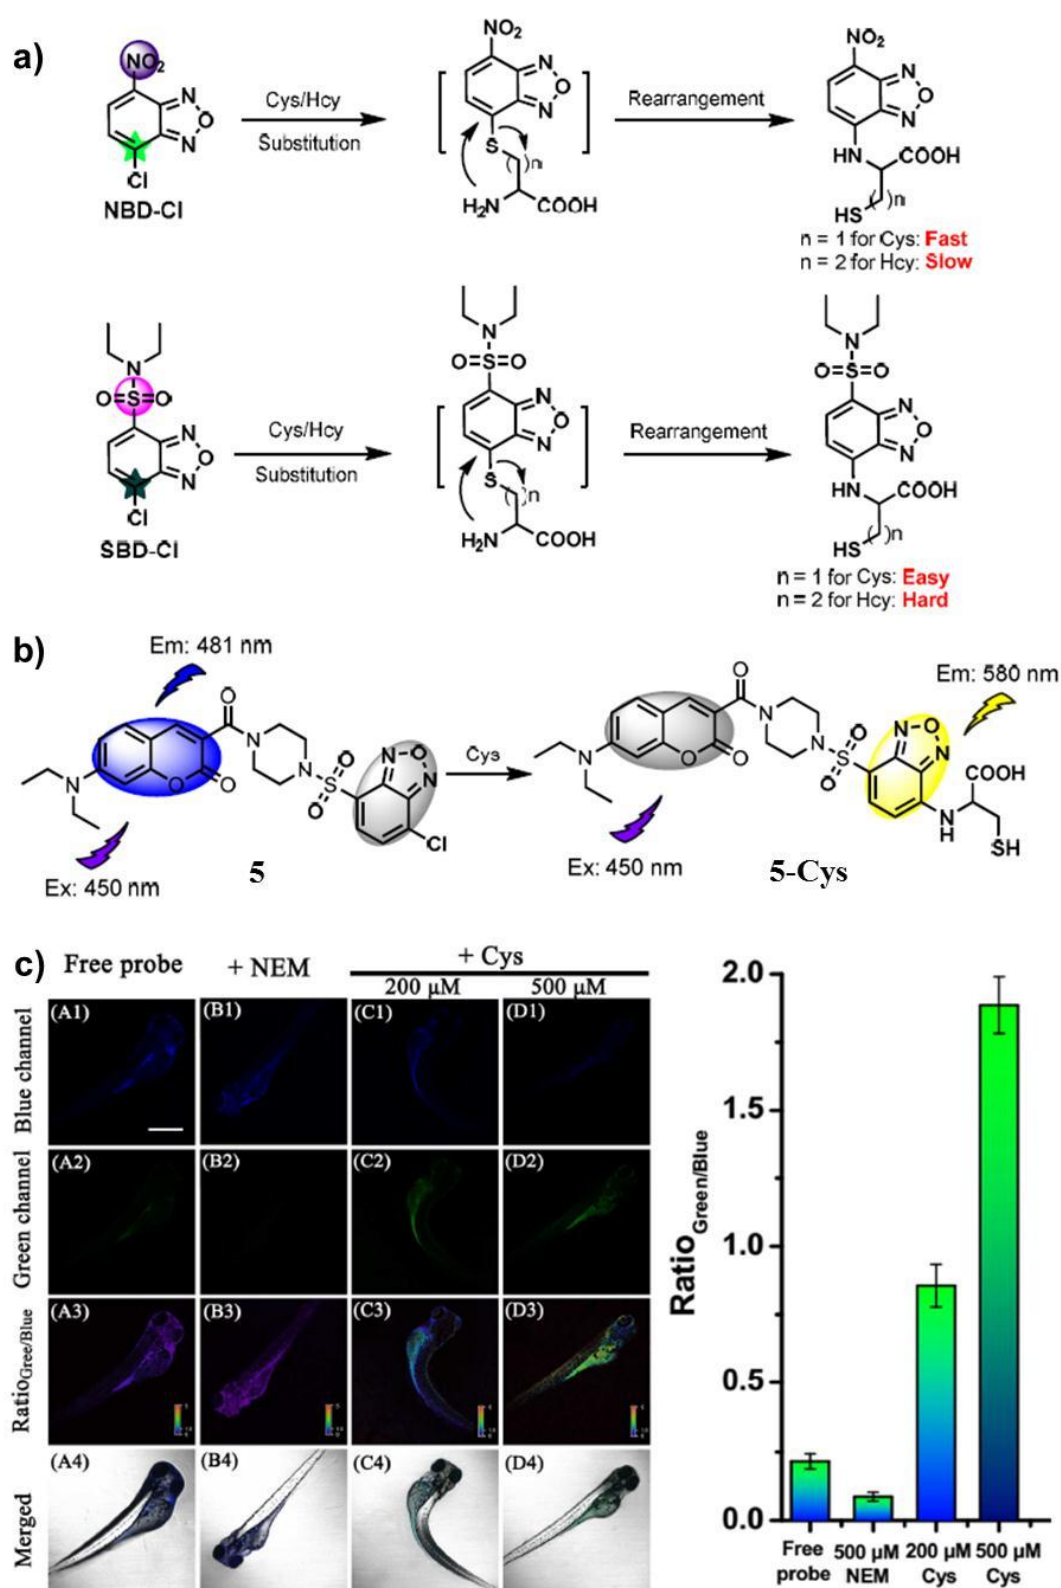 a)
NO2
N
O
N
Cl
NBD-Cl
Cys/Hcy
Substitution
NO2
N
O
N
S
( )n
H2N
COOH
Rearrangement
NO2
N
O
N
HN
COOH
( )n
HS
n = 1 for Cys: Fast
n = 2 for Hcy: Slow
N
O=S=O
N
O
N
Cl
SBD-Cl
Cys/Hcy
Substitution
N
O=S=O
N
O
N
S
( )n
H2N
COOH
Rearrangement
N
O=S=O
N
O
N
HN
COOH
( )n
HS
n = 1 for Cys: Easy
n = 2 for Hcy: Hard
b)
Em: 481 nm
O
N
N
O
O
N
O
S
O
N
O
N
Cl
Ex: 450 nm
5
Cys
Em: 580 nm
O
N
N
O
O
N
O
S
O
N
O
N
COOH
N
H
SH
Ex: 450 nm
5-Cys
c)
Free probe
+ NEM
+ Cys
200 μM
500 μM
Blue channel
(A1)
(B1)
(C1)
(D1)
Green channel
(A2)
(B2)
(C2)
(D2)
RatioGree/Blue
(A3)
(B3)
(C3)
(D3)
Merged
(A4)
(B4)
(C4)
(D4)
RatioGreen/Blue
2.0
1.5
1.0
0.5
0.0
Free probe
500 μM NEM
200 μM Cys
500 μM Cys